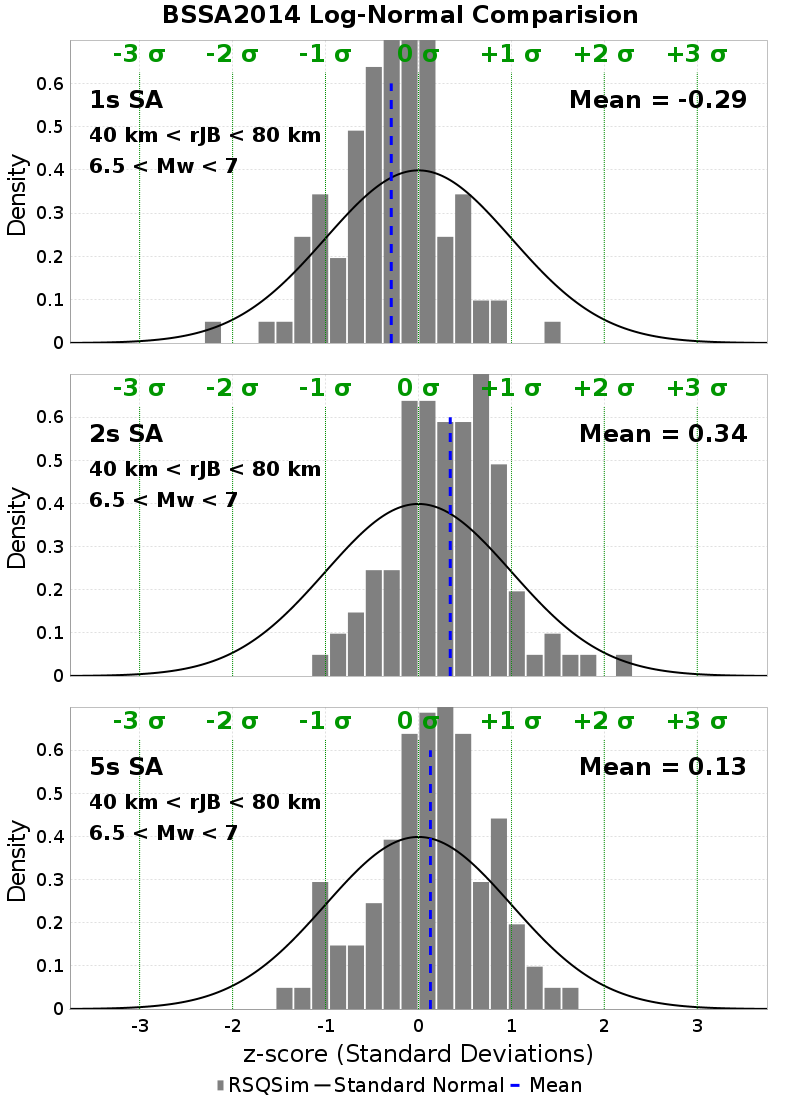 BSSA2014 Log-Normal Comparision
-3 σ -2 σ -1 σ 0 σ +1 σ +2 σ +3 σ
1s SA
Mean = -0.29
40 km < rJB < 80 km
6.5 < Mw < 7
Density
0.6
0.5
0.4
0.3
0.2
0.1
0
-3 σ -2 σ -1 σ 0 σ +1 σ +2 σ +3 σ
2s SA
Mean = 0.34
40 km < rJB < 80 km
6.5 < Mw < 7
Density
0.6
0.5
0.4
0.3
0.2
0.1
0
-3 σ -2 σ -1 σ 0 σ +1 σ +2 σ +3 σ
5s SA
Mean = 0.13
40 km < rJB < 80 km
6.5 < Mw < 7
Density
0.6
0.5
0.4
0.3
0.2
0.1
0
-3 -2 -1 0 1 2 3
z-score (Standard Deviations)
RSQSim Standard Normal Mean